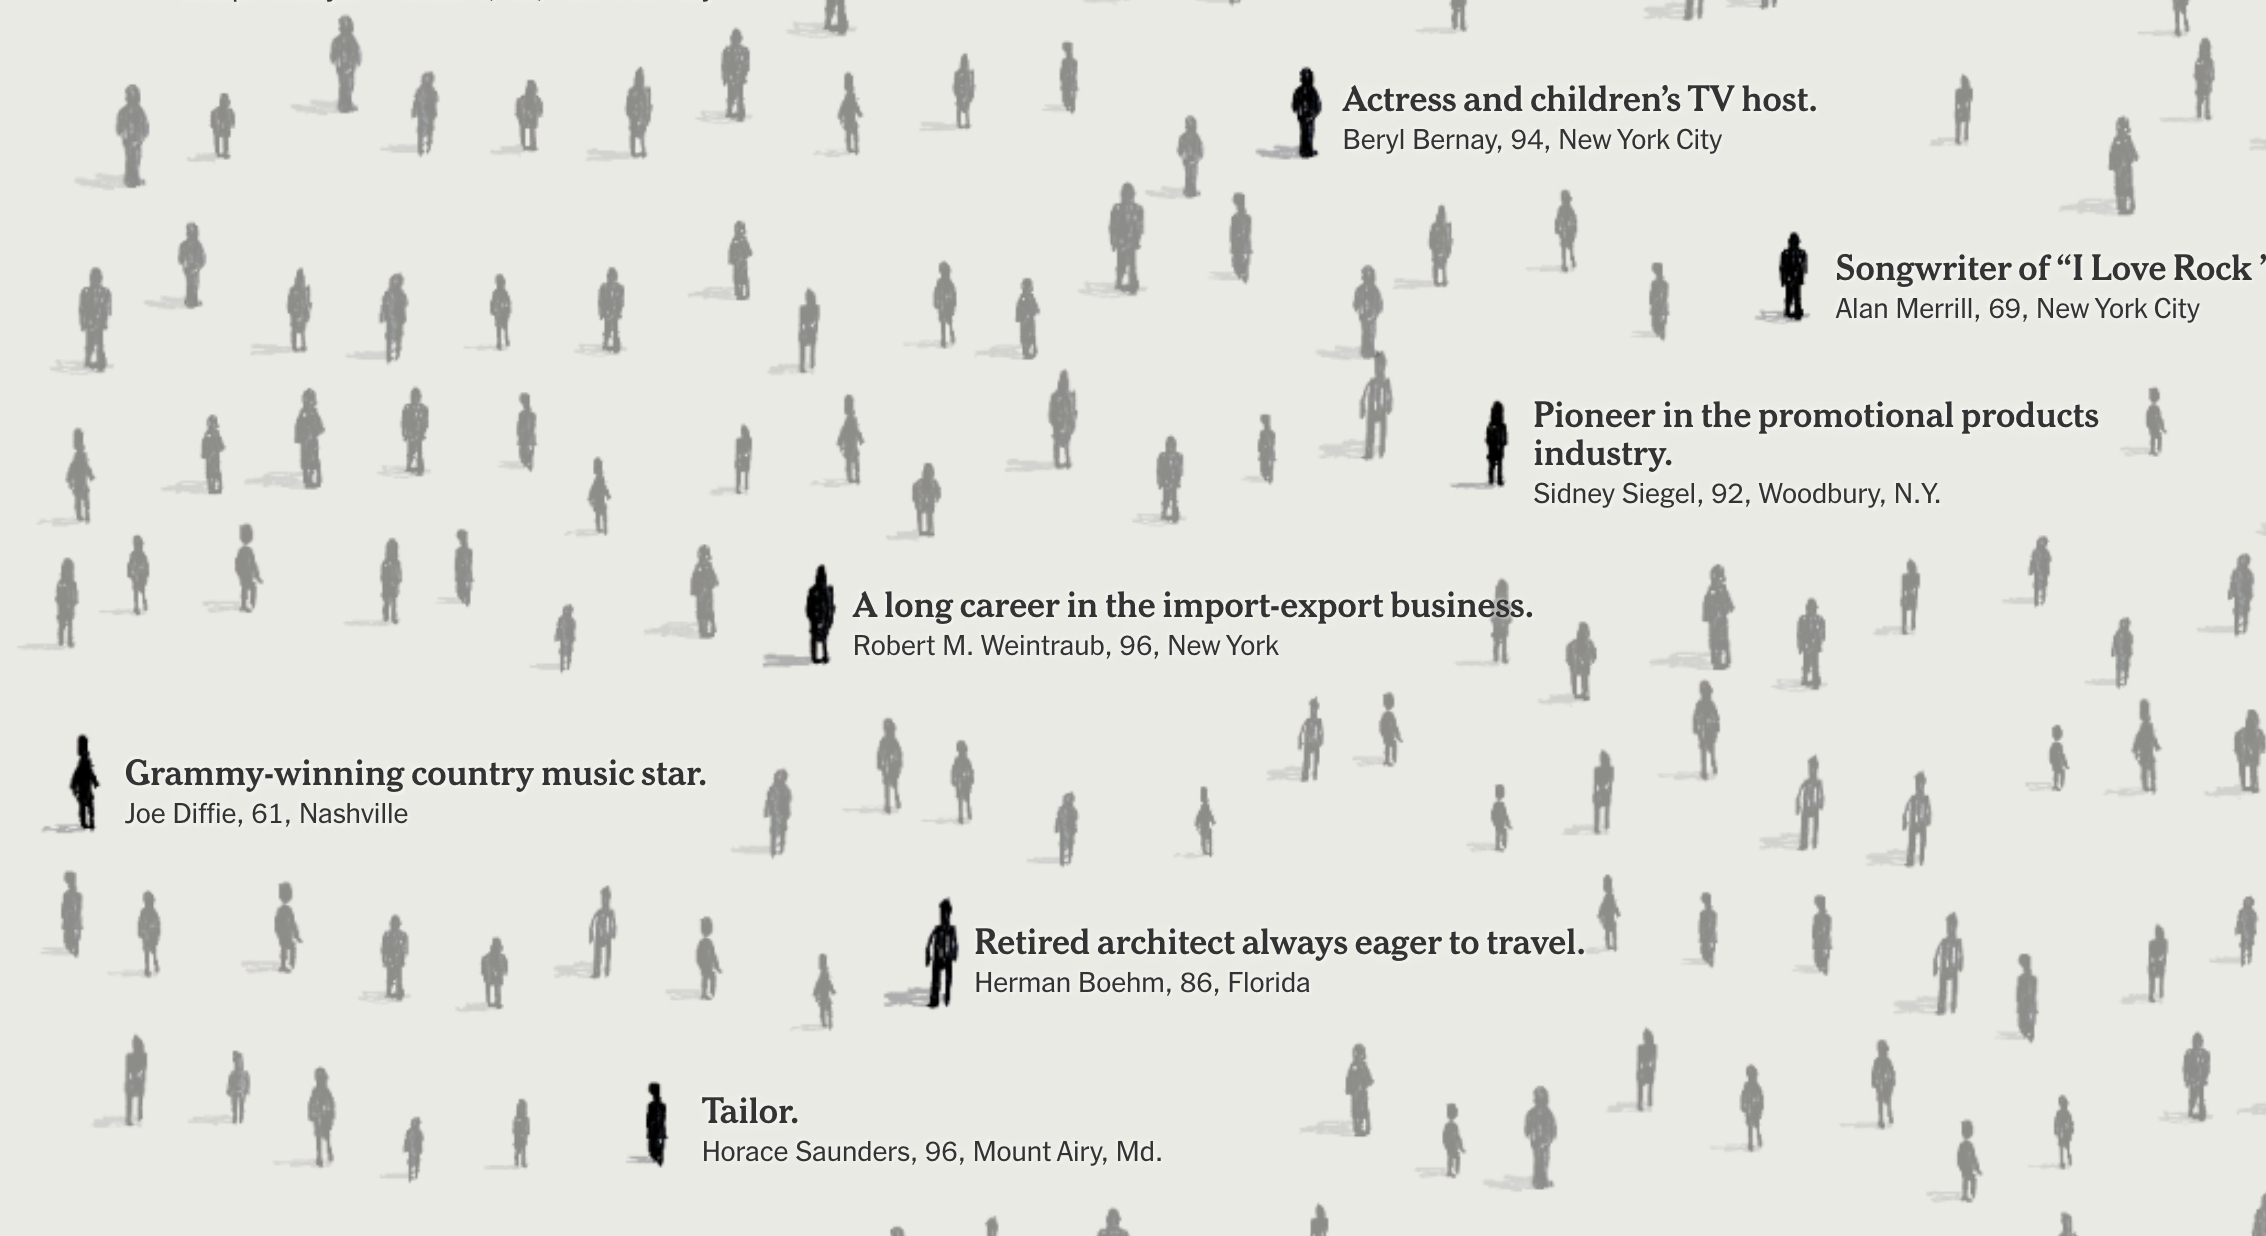 Actress and children's TV host.
Beryl Bernay, 94, New York City
Songwriter of “I Love Rock ’
Alan Merrill, 69, New York City
Pioneer in the promotional products
industry.
Sidney Siegel, 92, Woodbury, N.Y.
A long career in the import-export business.
Robert M. Weintraub, 96, New York
Grammy-winning country music star.
Joe Diffie, 61, Nashville
Retired architect always eager to travel.
Herman Boehm, 86, Florida
Tailor.
Horace Saunders, 96, Mount Airy, Md.